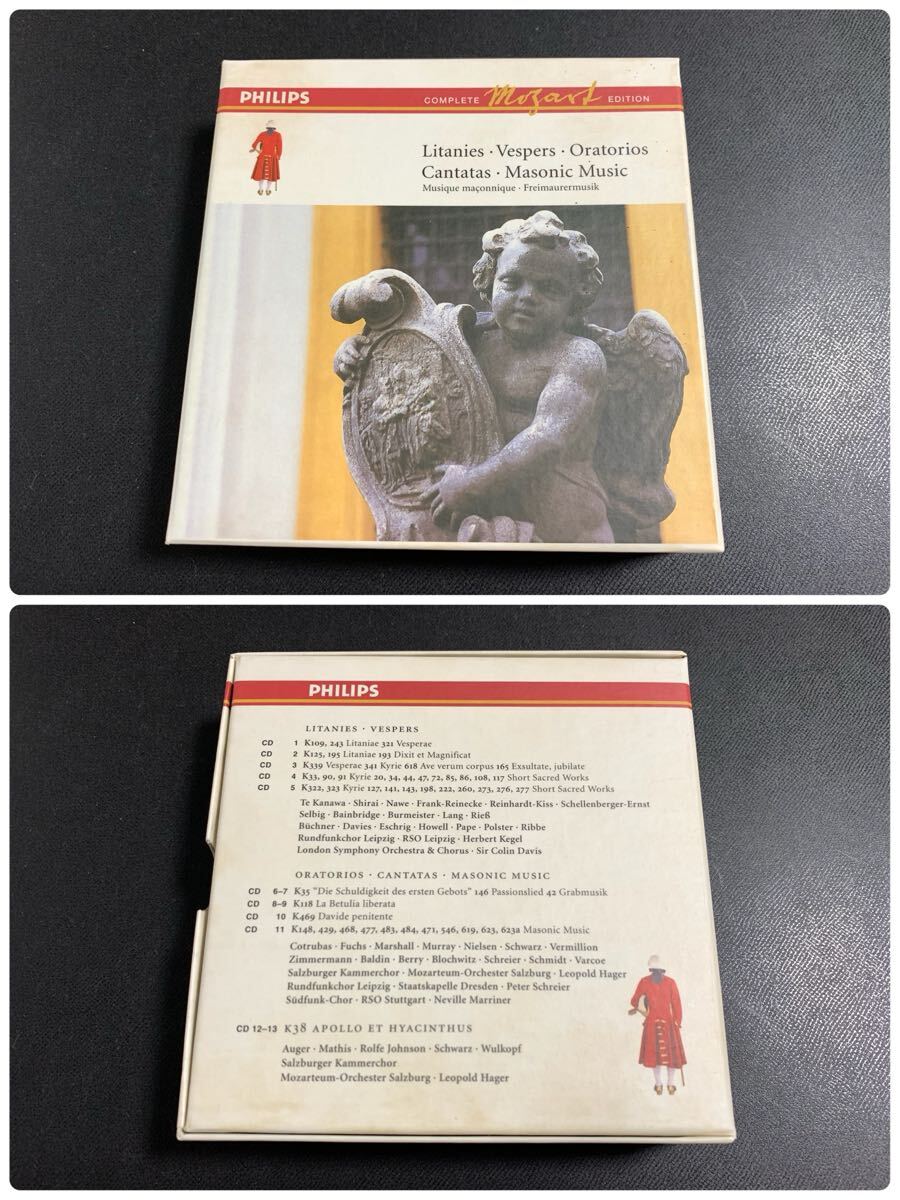 PHILIPS
COMPLETE Mozart EDITION
Litanies · Vespers · Oratorios
Cantatas · Masonic Music
Musique maçonnique · Freimaurermusik
PHILIPS
LITANIES · VESPERS
CD 1 K109, 243 Litaniae 321 Vesperae
CD 2 K125, 195 Litaniae 193 Dixit et Magnificat
CD 3 K339 Vesperae 341 Kyrie 618 Ave verum corpus 165 Exsultate, jubilate
CD 4 K33, 90, 91 Kyrie 20, 34, 44, 47, 72, 85, 86, 108, 117 Short Sacred Works
CD 5 K322, 323 Kyrie 127, 141, 143, 198, 222, 260, 273, 276, 277 Short Sacred Works
Te Kanawa · Shirai · Nawe · Frank-Reinecke · Reinhardt-Kiss · Schellenberger-Ernst
Selbig · Bainbridge · Burmeister · Lang · Rieß
Büchner · Davies · Eschrig · Howell · Pape · Polster · Ribbe
Rundfunkchor Leipzig · RSO Leipzig · Herbert Kegel
London Symphony Orchestra & Chorus · Sir Colin Davis
ORATORIOS · CANTATAS · MASONIC MUSIC
CD 6–7 K35 "Die Schuldigkeit des ersten Gebots" 146 Passionslied 42 Grabmusik
CD 8–9 K118 La Betulia liberata
CD 10 K469 Davide penitente
CD 11 K148, 429, 468, 477, 483, 484, 471, 546, 619, 623, 623a Masonic Music
Cotrubas · Fuchs · Marshall · Murray · Nielsen · Schwarz · Vermillion
Zimmermann · Baldin · Berry · Blochwitz · Schreier · Schmidt · Varcoe
Salzburger Kammerchor · Mozarteum-Orchester Salzburg · Leopold Hager
Rundfunkchor Leipzig · Staatskapelle Dresden · Peter Schreier
Südfunk-Chor · RSO Stuttgart · Neville Marriner
CD 12–13 K38 APOLLO ET HYACINTHUS
Auger · Mathis · Rolfe Johnson · Schwarz · Wulkopf
Salzburger Kammerchor
Mozarteum-Orchester Salzburg · Leopold Hager